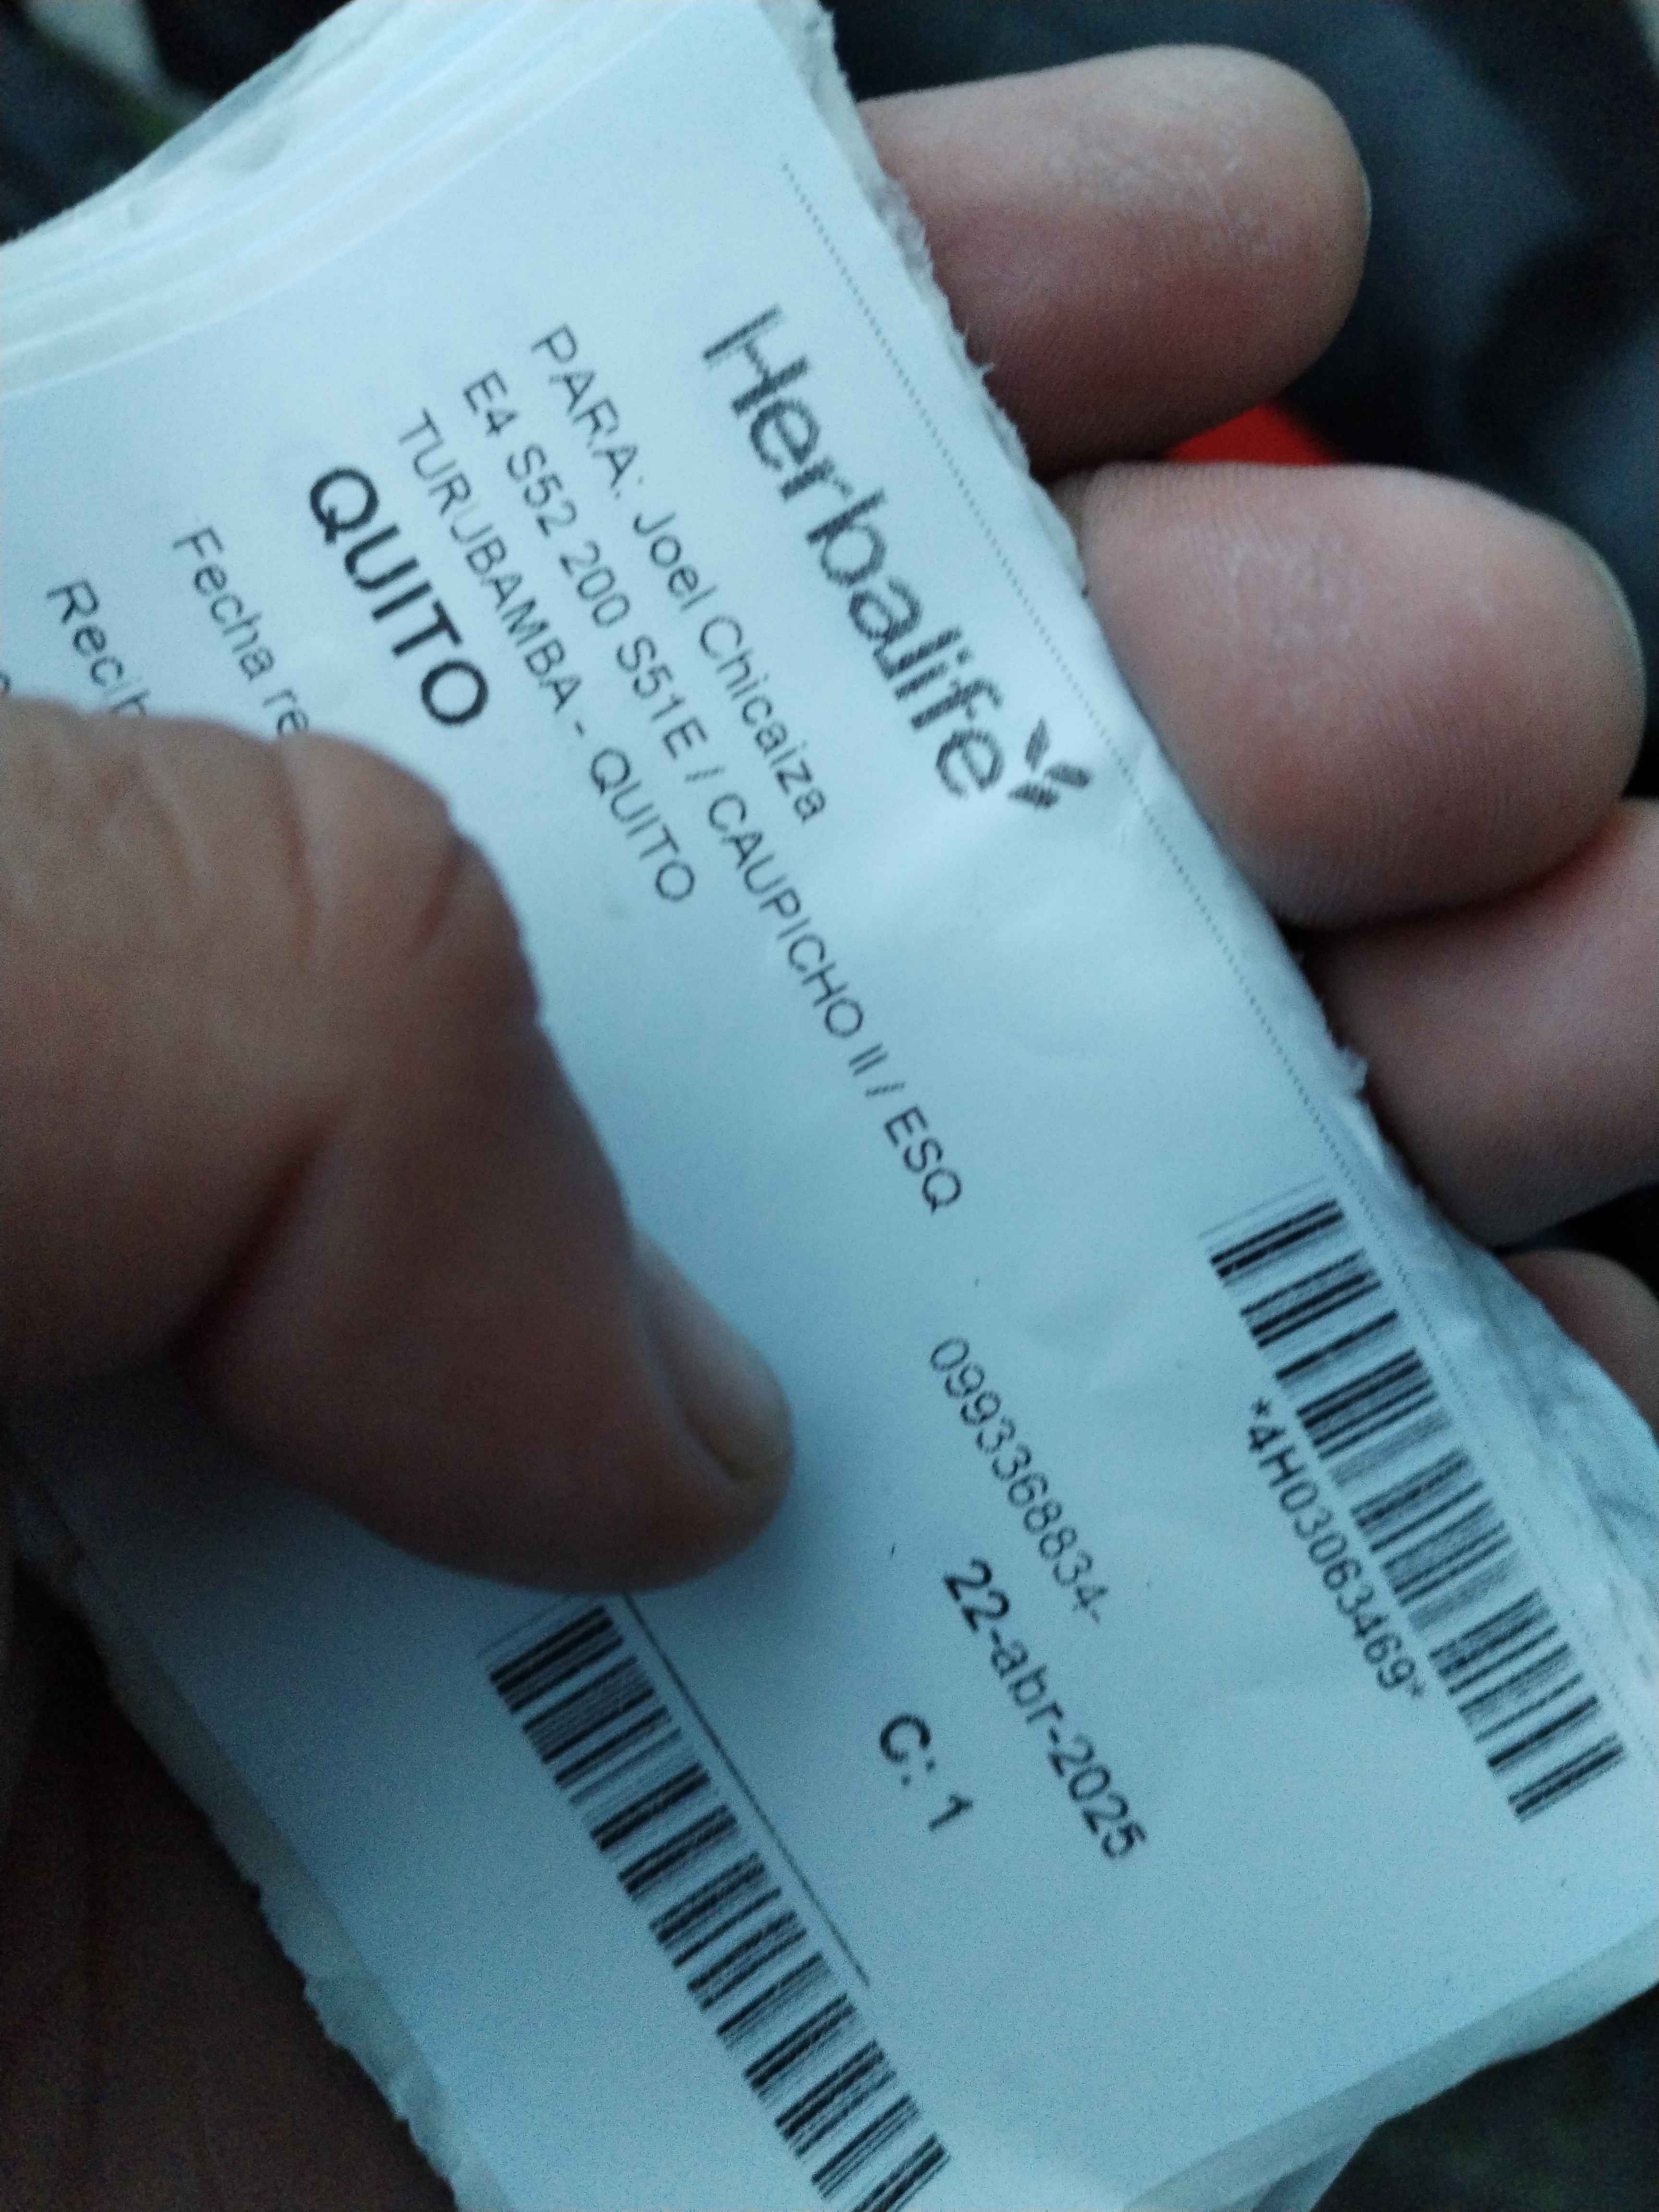 Herbalife
*4H03063469*
PARA: Joel Chicaiza
E4 S52 200 S51E / CAUPICHO II / ESQ
0993368834-
TURUBAMBA - QUITO
22-abr-2025
QUITO
C: 1
Fecha